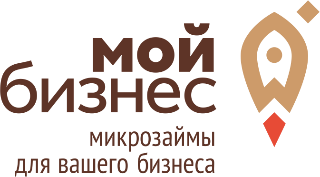 мой
бизнес
микрозаймы
для вашего бизнеса